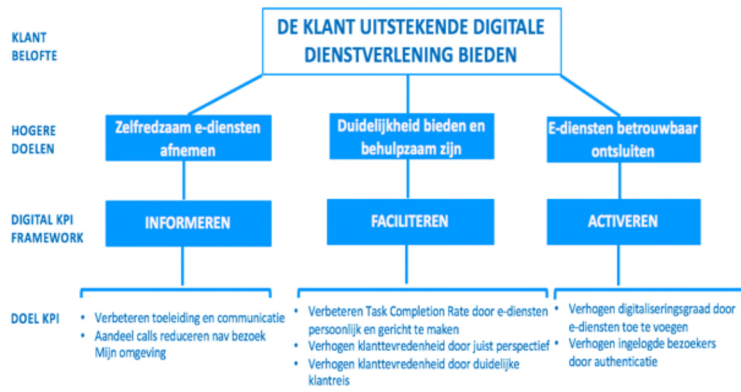 KLANT
BELOFTE
DE KLANT UITSTEKENDE DIGITALE
DIENSTVERLENING BIEDEN
HOGERE
DOELEN
Zelfredzaam e-diensten
afnemen
Duidelijkheid bieden en
behulpzaam zijn
E-diensten betrouwbaar
ontsluiten
DIGITAL KPI
FRAMEWORK
INFORMEREN
FACILITEREN
ACTIVEREN
DOEL KPI
• Verbeteren toeleiding en communicatie
• Aandeel calls reduceren nav bezoek
Mijn omgeving
• Verbeteren Task Completion Rate door e-diensten
persoonlijk en gericht te maken
• Verhogen klanttevredenheid door juist perspectief
• Verhogen klanttevredenheid door duidelijke
klantreis
• Verhogen digitaliseringsgraad door
e-diensten toe te voegen
• Verhogen ingelogde bezoekers
door authenticatie